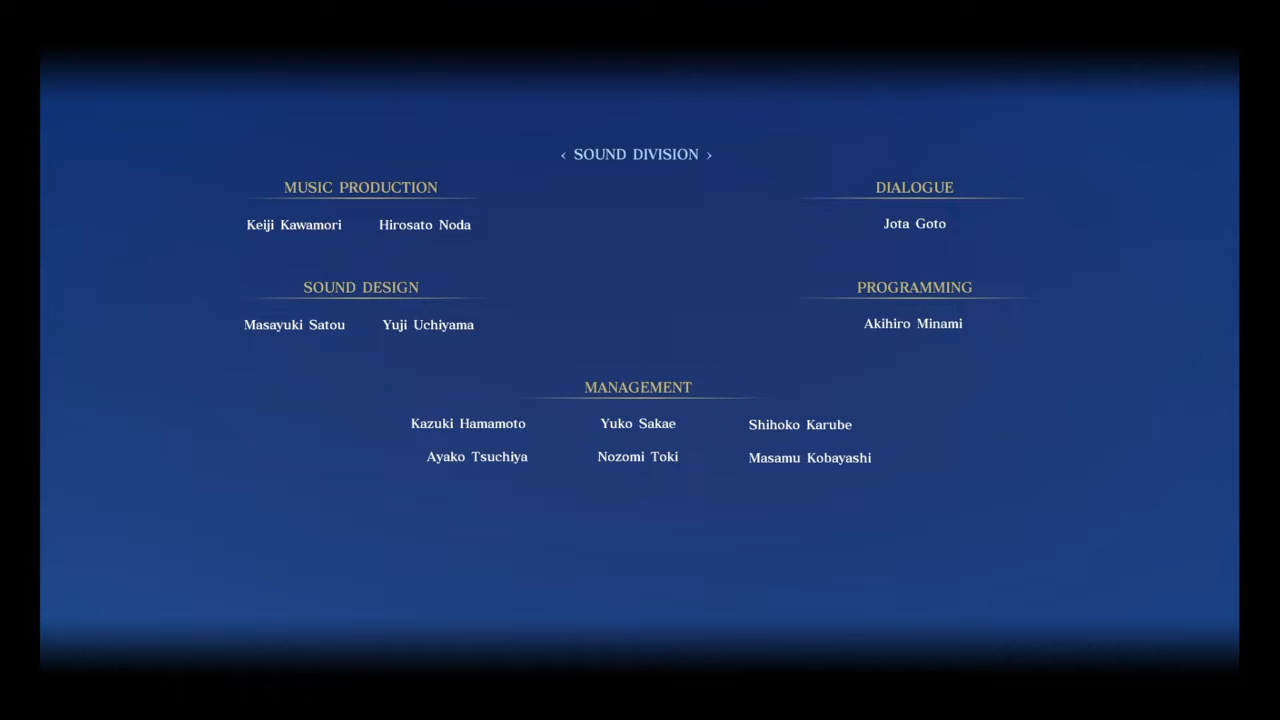 ‹ SOUND DIVISION ›
MUSIC PRODUCTION
Keiji Kawamori Hirosato Noda
DIALOGUE
Jota Goto
SOUND DESIGN
Masayuki Satou Yuji Uchiyama
PROGRAMMING
Akihiro Minami
MANAGEMENT
Kazuki Hamamoto Yuko Sakae Shihoko Karube
Ayako Tsuchiya Nozomi Toki Masamu Kobayashi